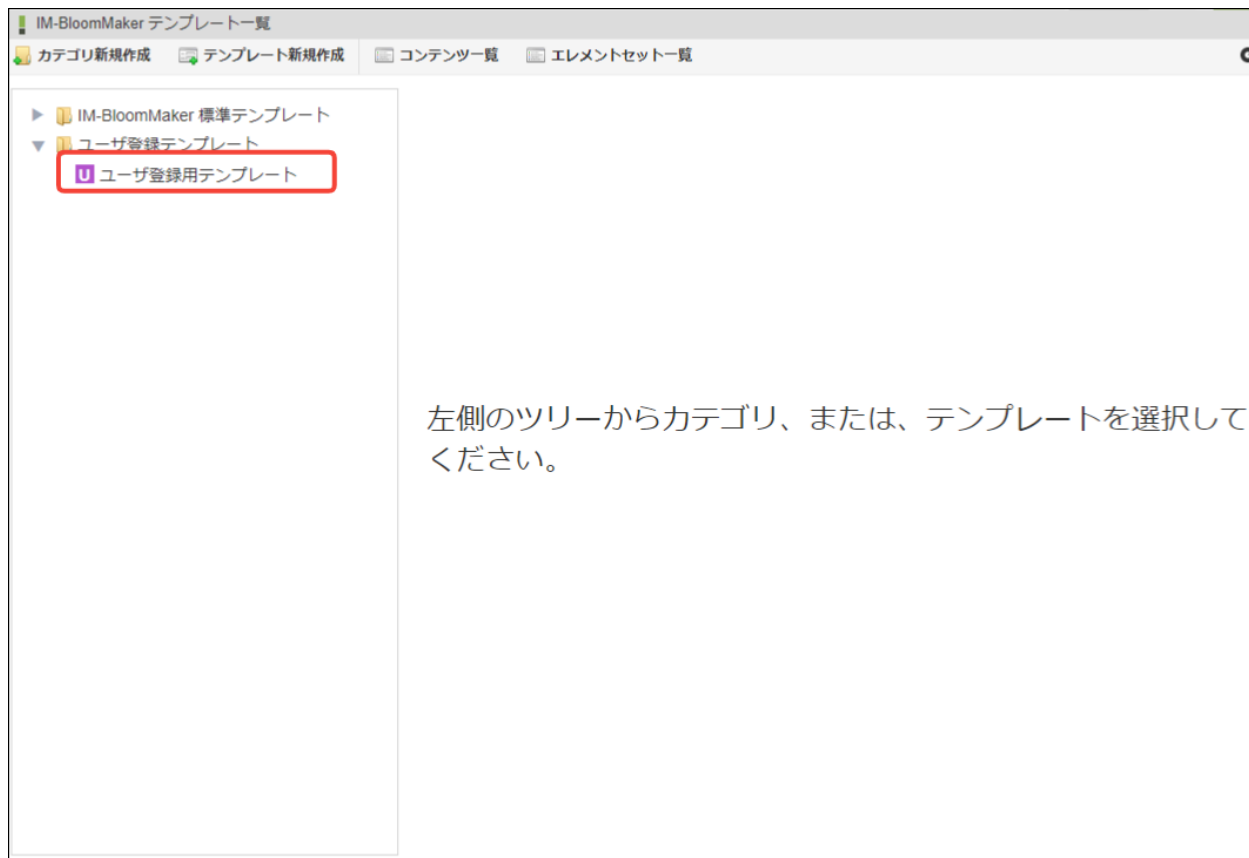 IM-BloomMaker テンプレート一覧
カテゴリ新規作成 テンプレート新規作成 コンテンツ一覧 エレメントセット一覧
IM-BloomMaker 標準テンプレート
ユーザ登録テンプレート
U ユーザ登録用テンプレート
左側のツリーからカテゴリ、または、テンプレートを選択して
ください。